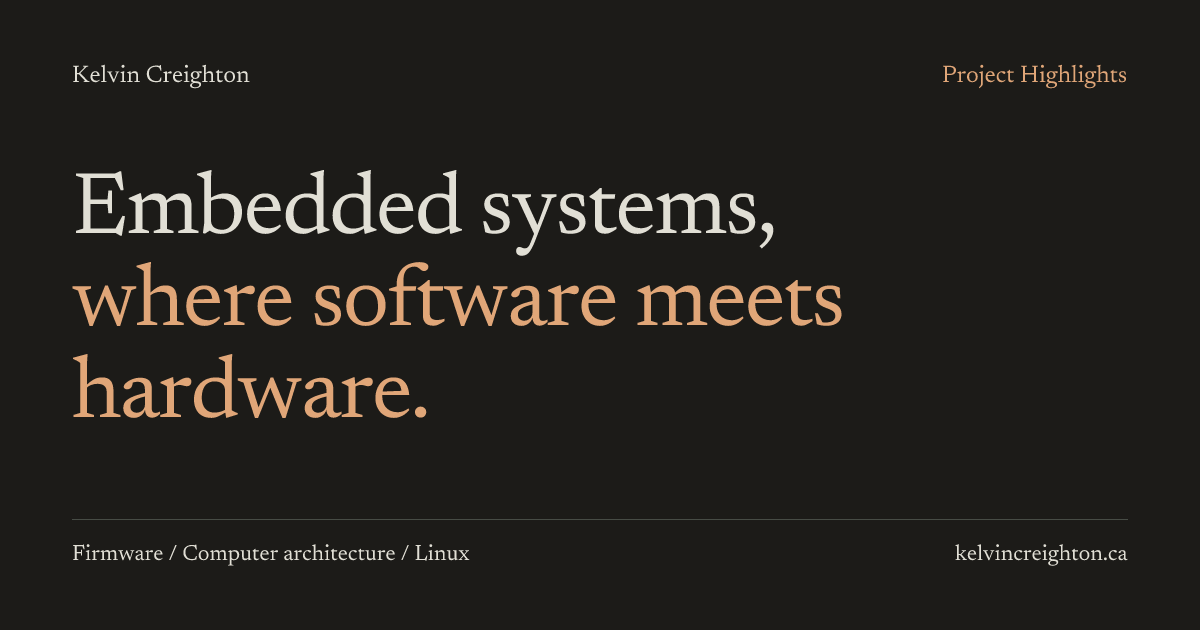 Kelvin Creighton
Project Highlights
Embedded systems,
where software meets
hardware.
Firmware / Computer architecture / Linux
kelvincreighton.ca